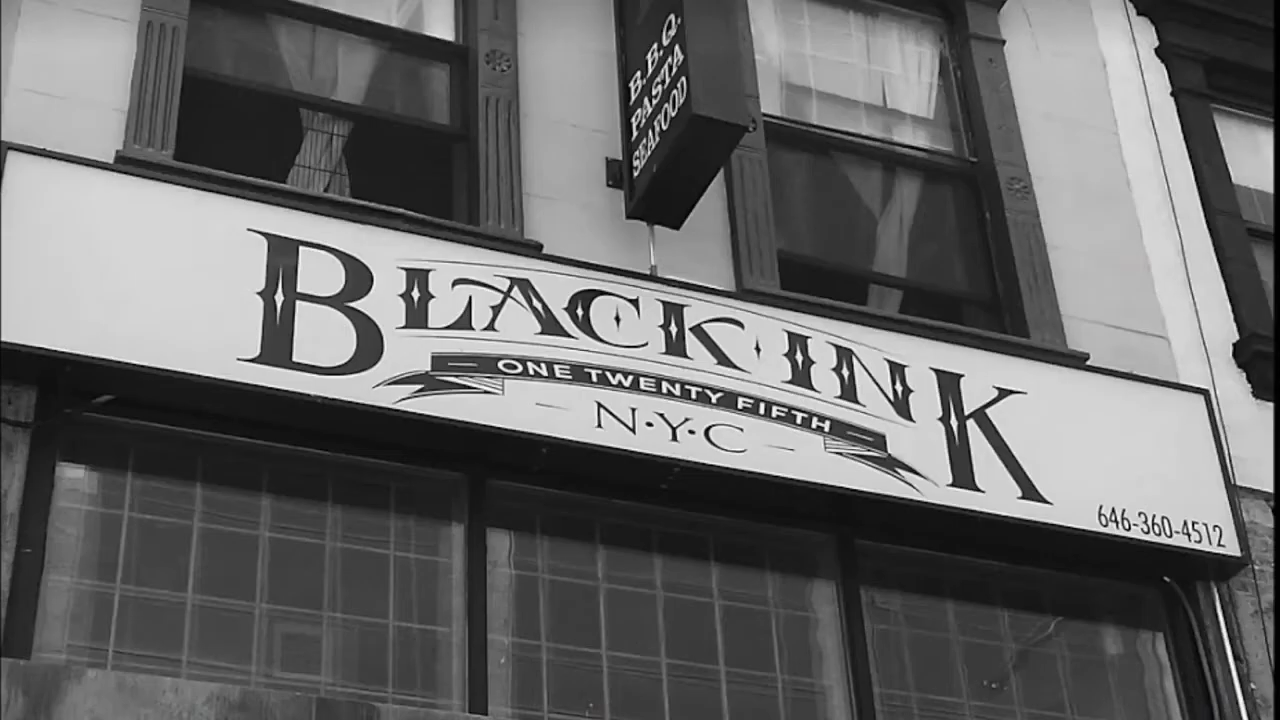 B.B.Q.
PASTA
SEAFOOD
BLACK·INK
ONE TWENTY FIFTH
N·Y·C
646-360-4512